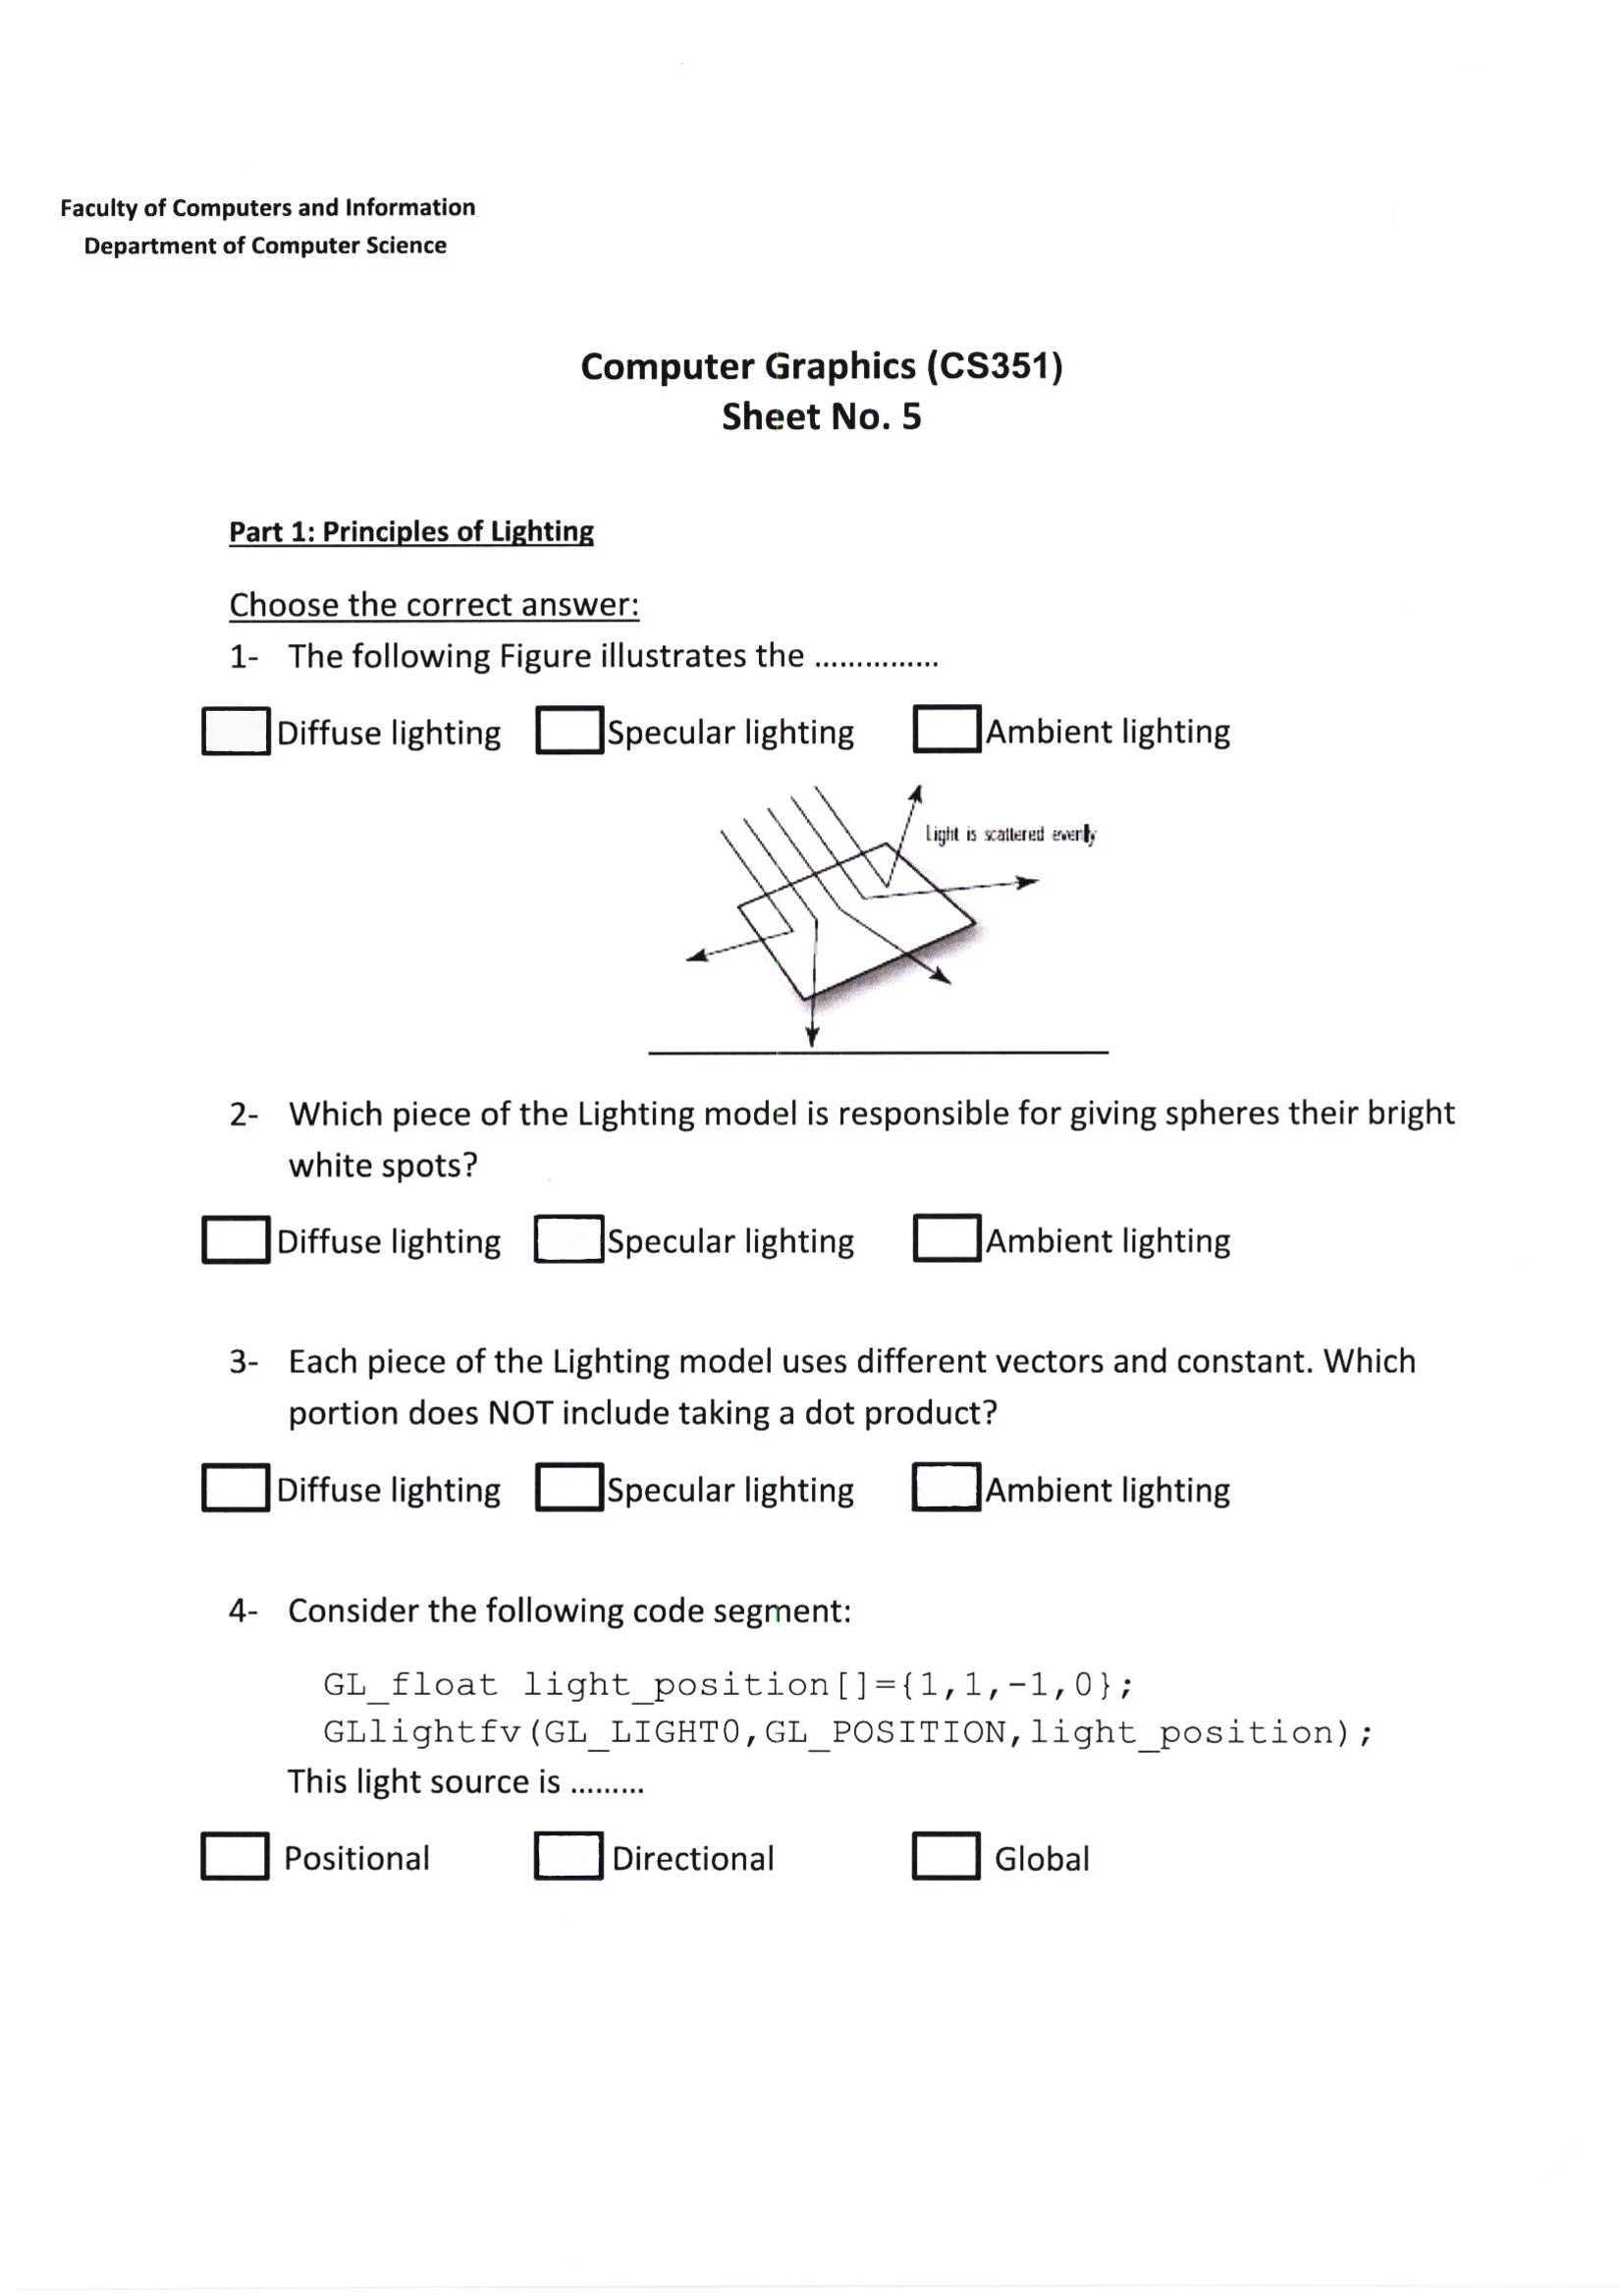 Faculty of Computers and Information
Department of Computer Science
Computer Graphics (CS351)
Sheet No. 5
Part 1: Principles of Lighting
Choose the correct answer:
1- The following Figure illustrates the ...............
Diffuse lighting Specular lighting Ambient lighting
Light is scattered evenly
2- Which piece of the Lighting model is responsible for giving spheres their bright
white spots?
Diffuse lighting Specular lighting Ambient lighting
3- Each piece of the Lighting model uses different vectors and constant. Which
portion does NOT include taking a dot product?
Diffuse lighting Specular lighting Ambient lighting
4- Consider the following code segment:
GL_float light_position[]={1,1,-1,0};
GLlightfv(GL_LIGHT0,GL_POSITION,light_position);
This light source is .........
Positional Directional Global